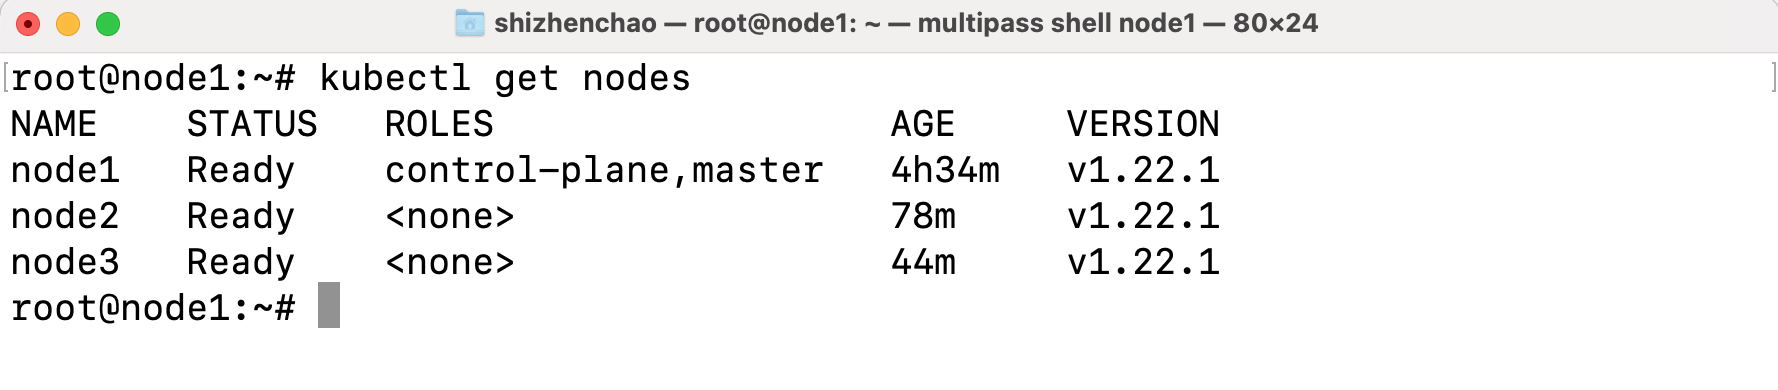 shizhenchao — root@node1: ~ — multipass shell node1 — 80×24
[root@node1:~# kubectl get nodes ]
NAME    STATUS   ROLES                  AGE     VERSION
node1   Ready    control-plane,master   4h34m   v1.22.1
node2   Ready    <none>                 78m     v1.22.1
node3   Ready    <none>                 44m     v1.22.1
root@node1:~#